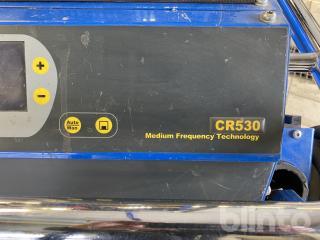 +
-
Auto
Man
CR530
Medium Frequency Technology
blinto